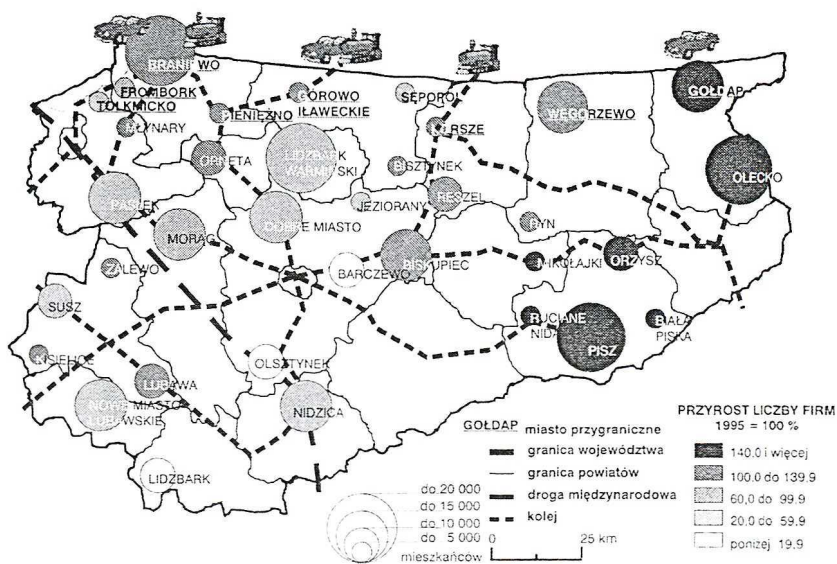 BRANIEWO
FROMBORK
TOLKMICKO
MŁYNARY
PIENIĘŻNO
GÓROWO
IŁAWECKIE
SĘPOPOL
KORSZE
WĘGORZEWO
GOŁDAP
ORNETA
LIDZBARK
WARMIŃSKI
BISZTYNEK
OLECKO
PASŁĘK
MORĄG
DOBRE MIASTO
JEZIORANY
RESZEL
RYN
ZALEWO
BARCZEWO
BISKUPIEC
MIKOŁAJKI
ORZYSZ
SUSZ
RUCIANE
NIDA
BIAŁA
PISKA
PISZ
KISIELICE
LUBAWA
OLSZTYNEK
NOWE MIASTO
LUBAWSKIE
NIDZICA
LIDZBARK
GOŁDAP miasto przygraniczne
granica województwa
granica powiatów
droga międzynarodowa
kolej
do 20 000
do 15 000
do 10 000
do 5 000
mieszkańców
0 25 km
PRZYROST LICZBY FIRM
1995 = 100 %
140.0 i więcej
100.0 do 139.9
60,0 do 99.9
20.0 do 59.9
poniżej 19.9